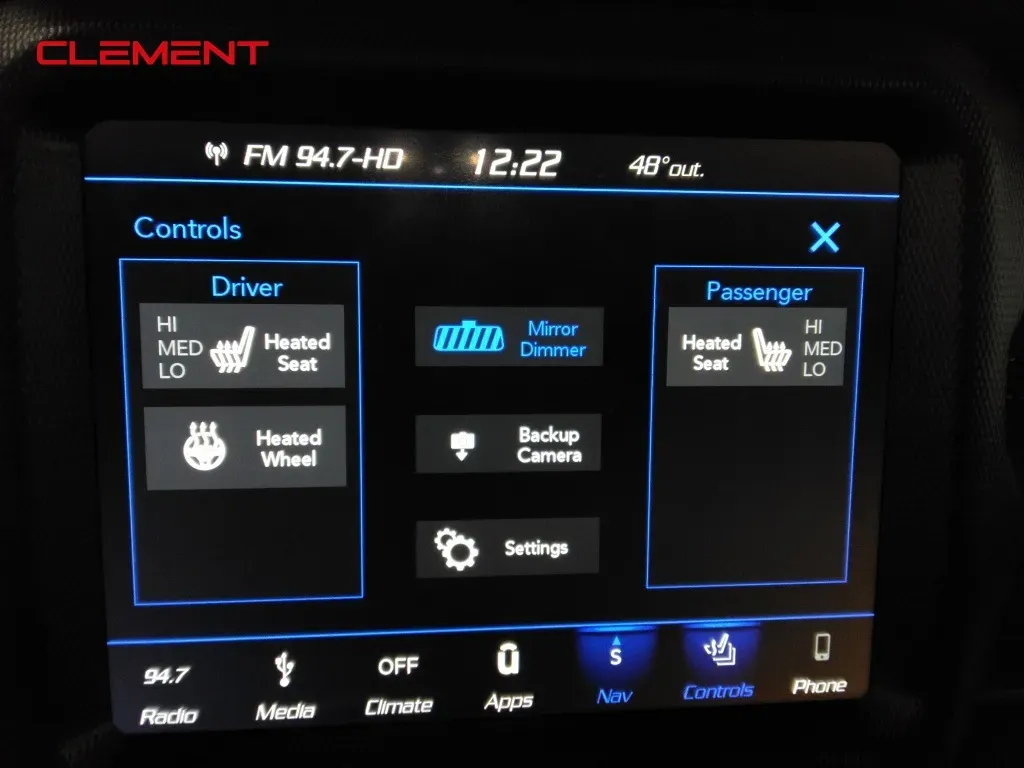 CLEMENT
FM 94.7-HD 12:22 48° out.
Controls
Driver
HI
MED
LO
Heated
Seat
Heated
Wheel
Mirror
Dimmer
Backup
Camera
Settings
Passenger
Heated
Seat
HI
MED
LO
94.7 OFF S
Radio Media Climate Apps Nav Controls Phone